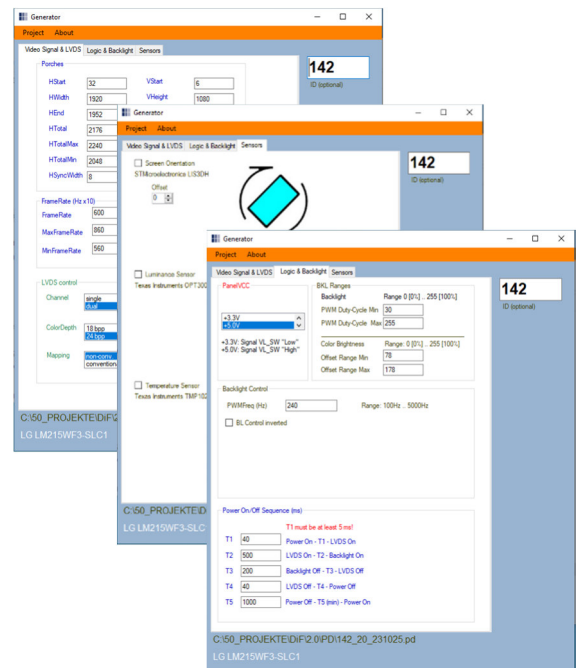 Generator
Project About
Video Signal & LVDS Logic & Backlight Sensors
142
ID (optional)
Porches
HStart 32 VStart 6
HWidth 1920 VHeight 1080
HEnd 1952
HTotal 2176
HTotalMax 2240
HTotalMin 2048
HSyncWidth 8
FrameRate (Hz x10)
FrameRate 600
MaxFrameRate 860
MinFrameRate 560
LVDS control
Channel single
dual
ColorDepth 18 bpp
24 bpp
Mapping non-conv.
convention
C:\50_PROJEKTE\DiF\2
LG LM215WF3-SLC1
Generator
Project About
Video Signal & LVDS Logic & Backlight Sensors
142
ID (optional)
Screen Orientation
STMicroelectronics LIS3DH
Offset
0
Luminance Sensor
Texas Instruments OPT300
Temperature Sensor
Texas Instruments TMP102
C:\50_PROJEKTE\D
LG LM215WF3-SLC
Generator
Project About
Video Signal & LVDS Logic & Backlight Sensors
142
ID (optional)
PanelVCC
+3.3V
+5.0V
+3.3V: Signal VL_SW "Low"
+5.0V: Signal VL_SW "High"
BKL Ranges
Backlight Range 0 [0%] .. 255 [100%]
PWM Duty-Cycle Min 30
PWM Duty-Cycle Max 255
Color Brightness Range: 0 [0%] .. 255 [100%]
Offset Range Min 78
Offset Range Max 178
Backlight Control
PWMFreq (Hz) 240 Range: 100Hz .. 5000Hz
BL Control inverted
Power On/Off Sequence (ms)
T1 must be at least 5 ms!
T1 40 Power On - T1 - LVDS On
T2 500 LVDS On - T2 - Backlight On
T3 200 Backlight Off - T3 - LVDS Off
T4 40 LVDS Off - T4 - Power Off
T5 1000 Power Off - T5 (min) - Power On
C:\50_PROJEKTE\DiF\2.0\PD\142_20_231025.pd
LG LM215WF3-SLC1